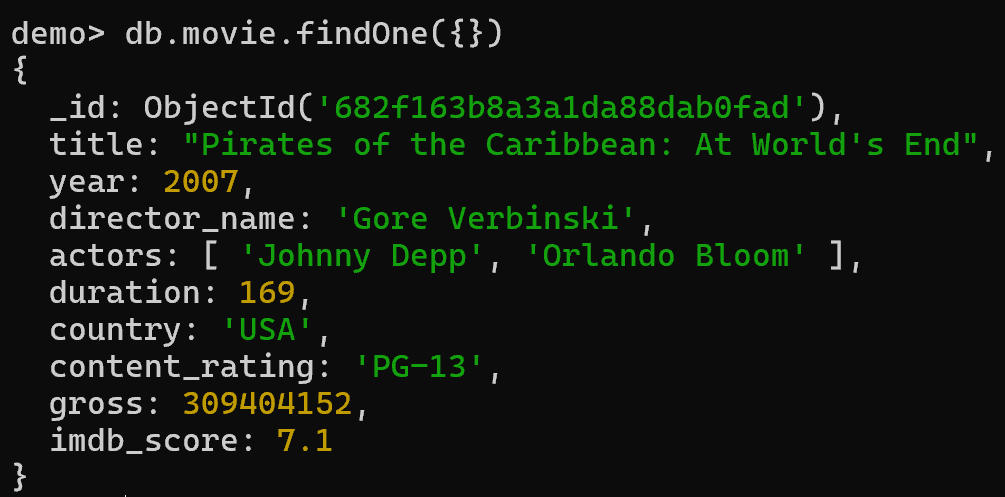 demo> db.movie.findOne({})
{
  _id: ObjectId('682f163b8a3a1da88dab0fad'),
  title: "Pirates of the Caribbean: At World's End",
  year: 2007,
  director_name: 'Gore Verbinski',
  actors: [ 'Johnny Depp', 'Orlando Bloom' ],
  duration: 169,
  country: 'USA',
  content_rating: 'PG-13',
  gross: 309404152,
  imdb_score: 7.1
}